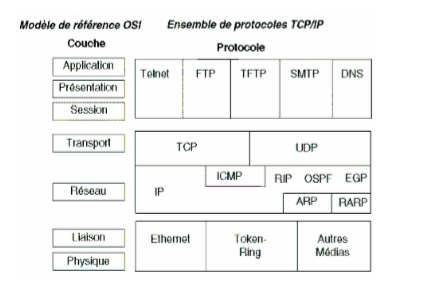 Modèle de référence OSI Ensemble de protocoles TCP/IP
Couche Protocole
Application
Présentation
Session
Telnet FTP TFTP SMTP DNS
Transport TCP UDP
Réseau IP ICMP RIP OSPF EGP
ARP RARP
Liaison
Physique
Ethernet Token-
Ring
Autres
Médias